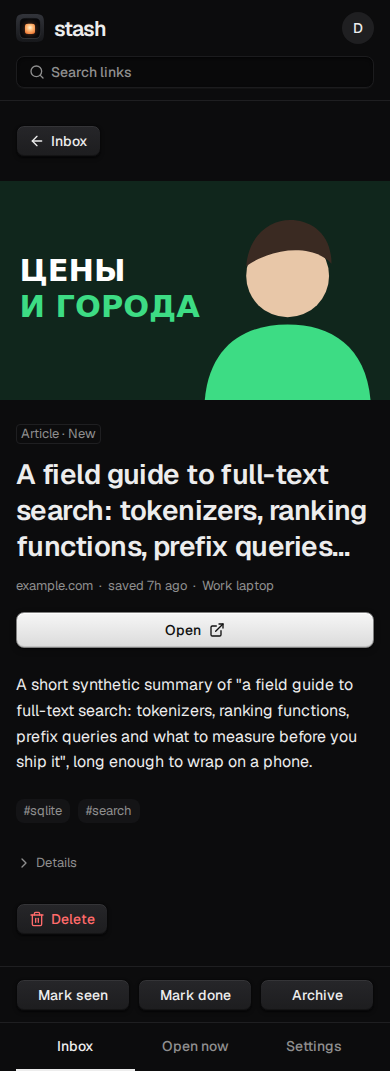 stash
D
Search links
Inbox
ЦЕНЫ
И ГОРОДА
Article · New
A field guide to full-text
search: tokenizers, ranking
functions, prefix queries…
example.com · saved 7h ago · Work laptop
Open
A short synthetic summary of "a field guide to
full-text search: tokenizers, ranking functions,
prefix queries and what to measure before you
ship it", long enough to wrap on a phone.
#sqlite #search
Details
Delete
Mark seen Mark done Archive
Inbox Open now Settings